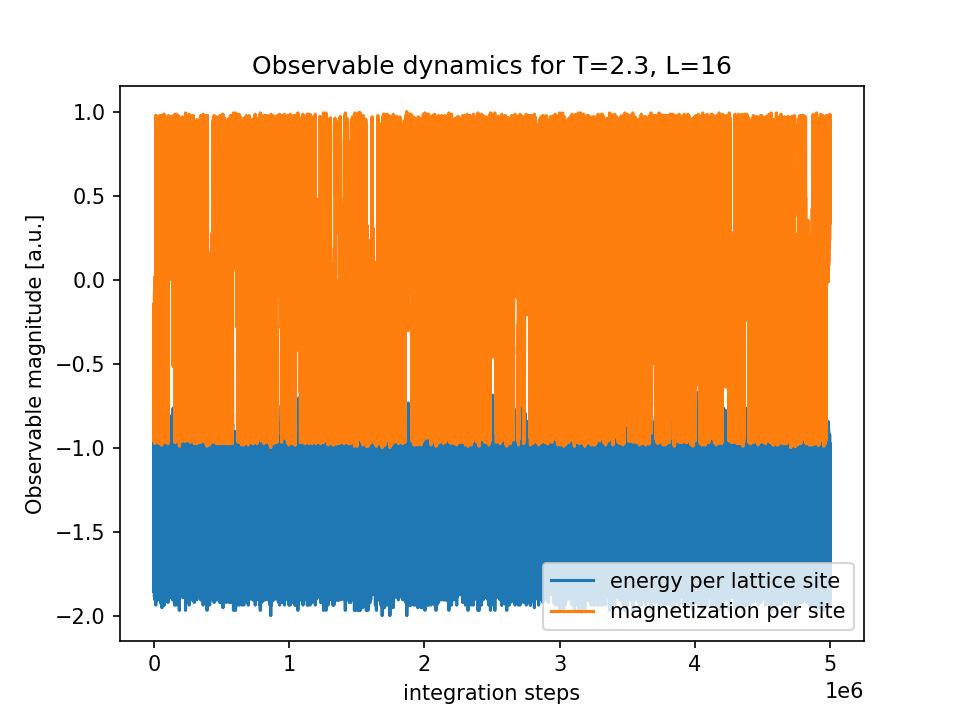 Observable dynamics for T=2.3, L=16
Observable magnitude [a.u.]
1.0
0.5
0.0
−0.5
−1.0
−1.5
−2.0
energy per lattice site
magnetization per site
0 1 2 3 4 5
1e6
integration steps